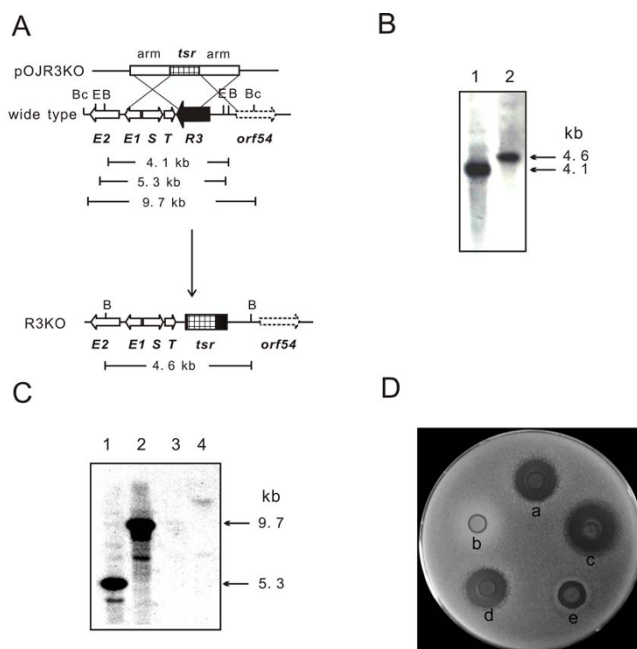 A
arm tsr arm
pOJR3KO
Bc EB EB Bc
wide type
E2 E1 S T R3 orf54
4.1 kb
5.3 kb
9.7 kb
B B
R3KO
E2 E1 S T tsr orf54
4.6 kb
B
1 2
kb
4.6
4.1
C
1 2 3 4
kb
9.7
5.3
D
a
b
c
d
e